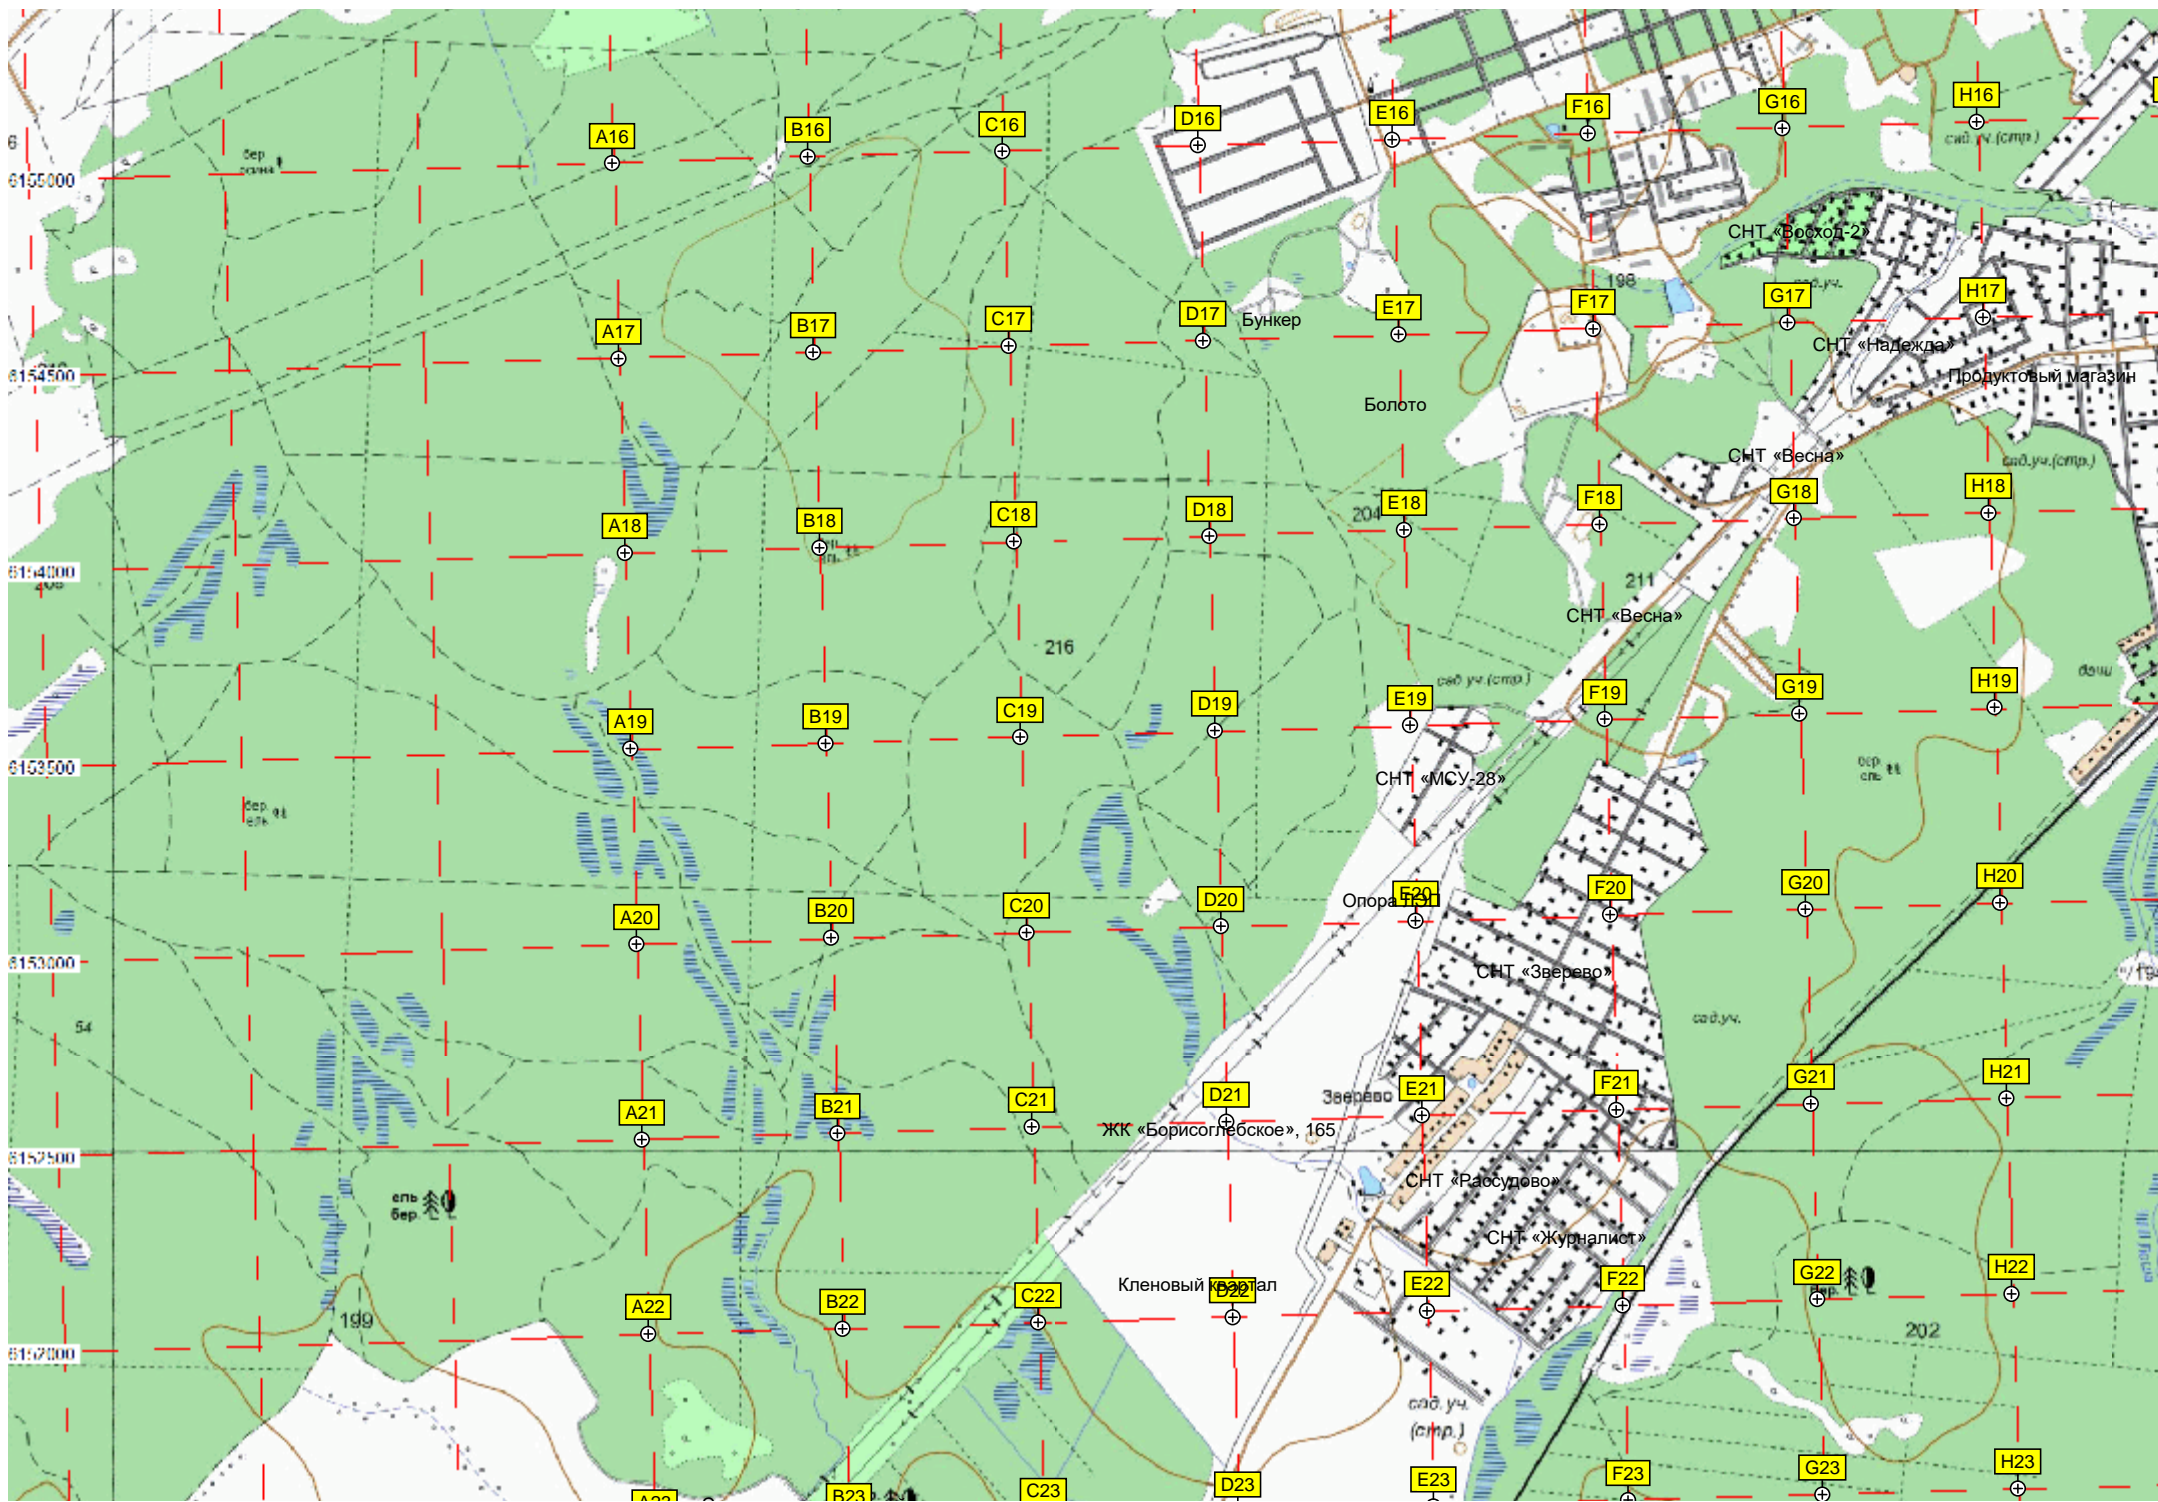 A16
B16
C16
D16
E16
F16
G16
H16
сад.уч.(стр.)
6
бер.
осина
6155000
СНТ «Восход-2»
сад.уч.
198
A17
B17
C17
D17
Бункер
E17
F17
G17
H17
СНТ «Надежда»
Продуктовый магазин
6154500
Болото
СНТ «Весна»
сад.уч.(стр.)
A18
B18
C18
D18
204
E18
F18
G18
H18
6154000
211
СНТ «Весна»
216
сад уч.(стр.)
дачи
A19
B19
C19
D19
E19
F19
G19
H19
6153500
СНТ «МСУ-28»
бер.
ель
бер.
ель
A20
B20
C20
D20
Опора ЛЭП
E20
F20
G20
H20
6153000
СНТ «Зверево»
54
сад.уч.
A21
B21
C21
D21
Зверево
E21
F21
G21
H21
ЖК «Борисоглебское», 165
6152500
СНТ «Рассудово»
ель
бер.
СНТ «Журналист»
Кленовый квартал
A22
B22
C22
D22
E22
F22
G22
H22
бер.
199
202
6152000
сад. уч.
(стр.)
A23
B23
C23
D23
E23
F23
G23
H23